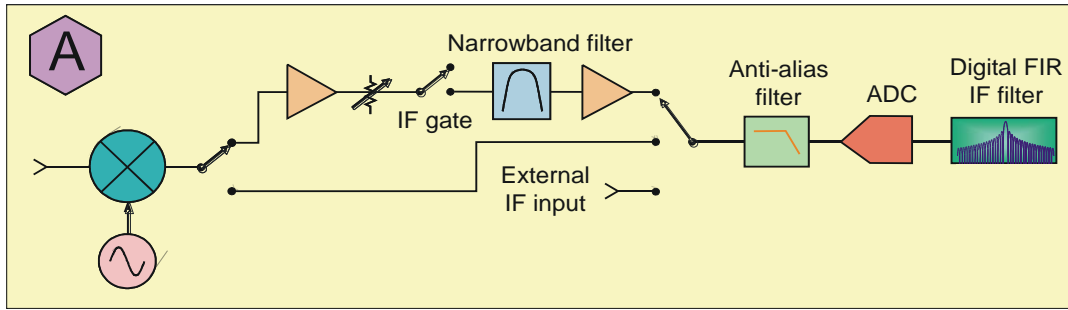 A
Narrowband filter
IF gate
External
IF input
Anti-alias
filter
ADC
Digital FIR
IF filter